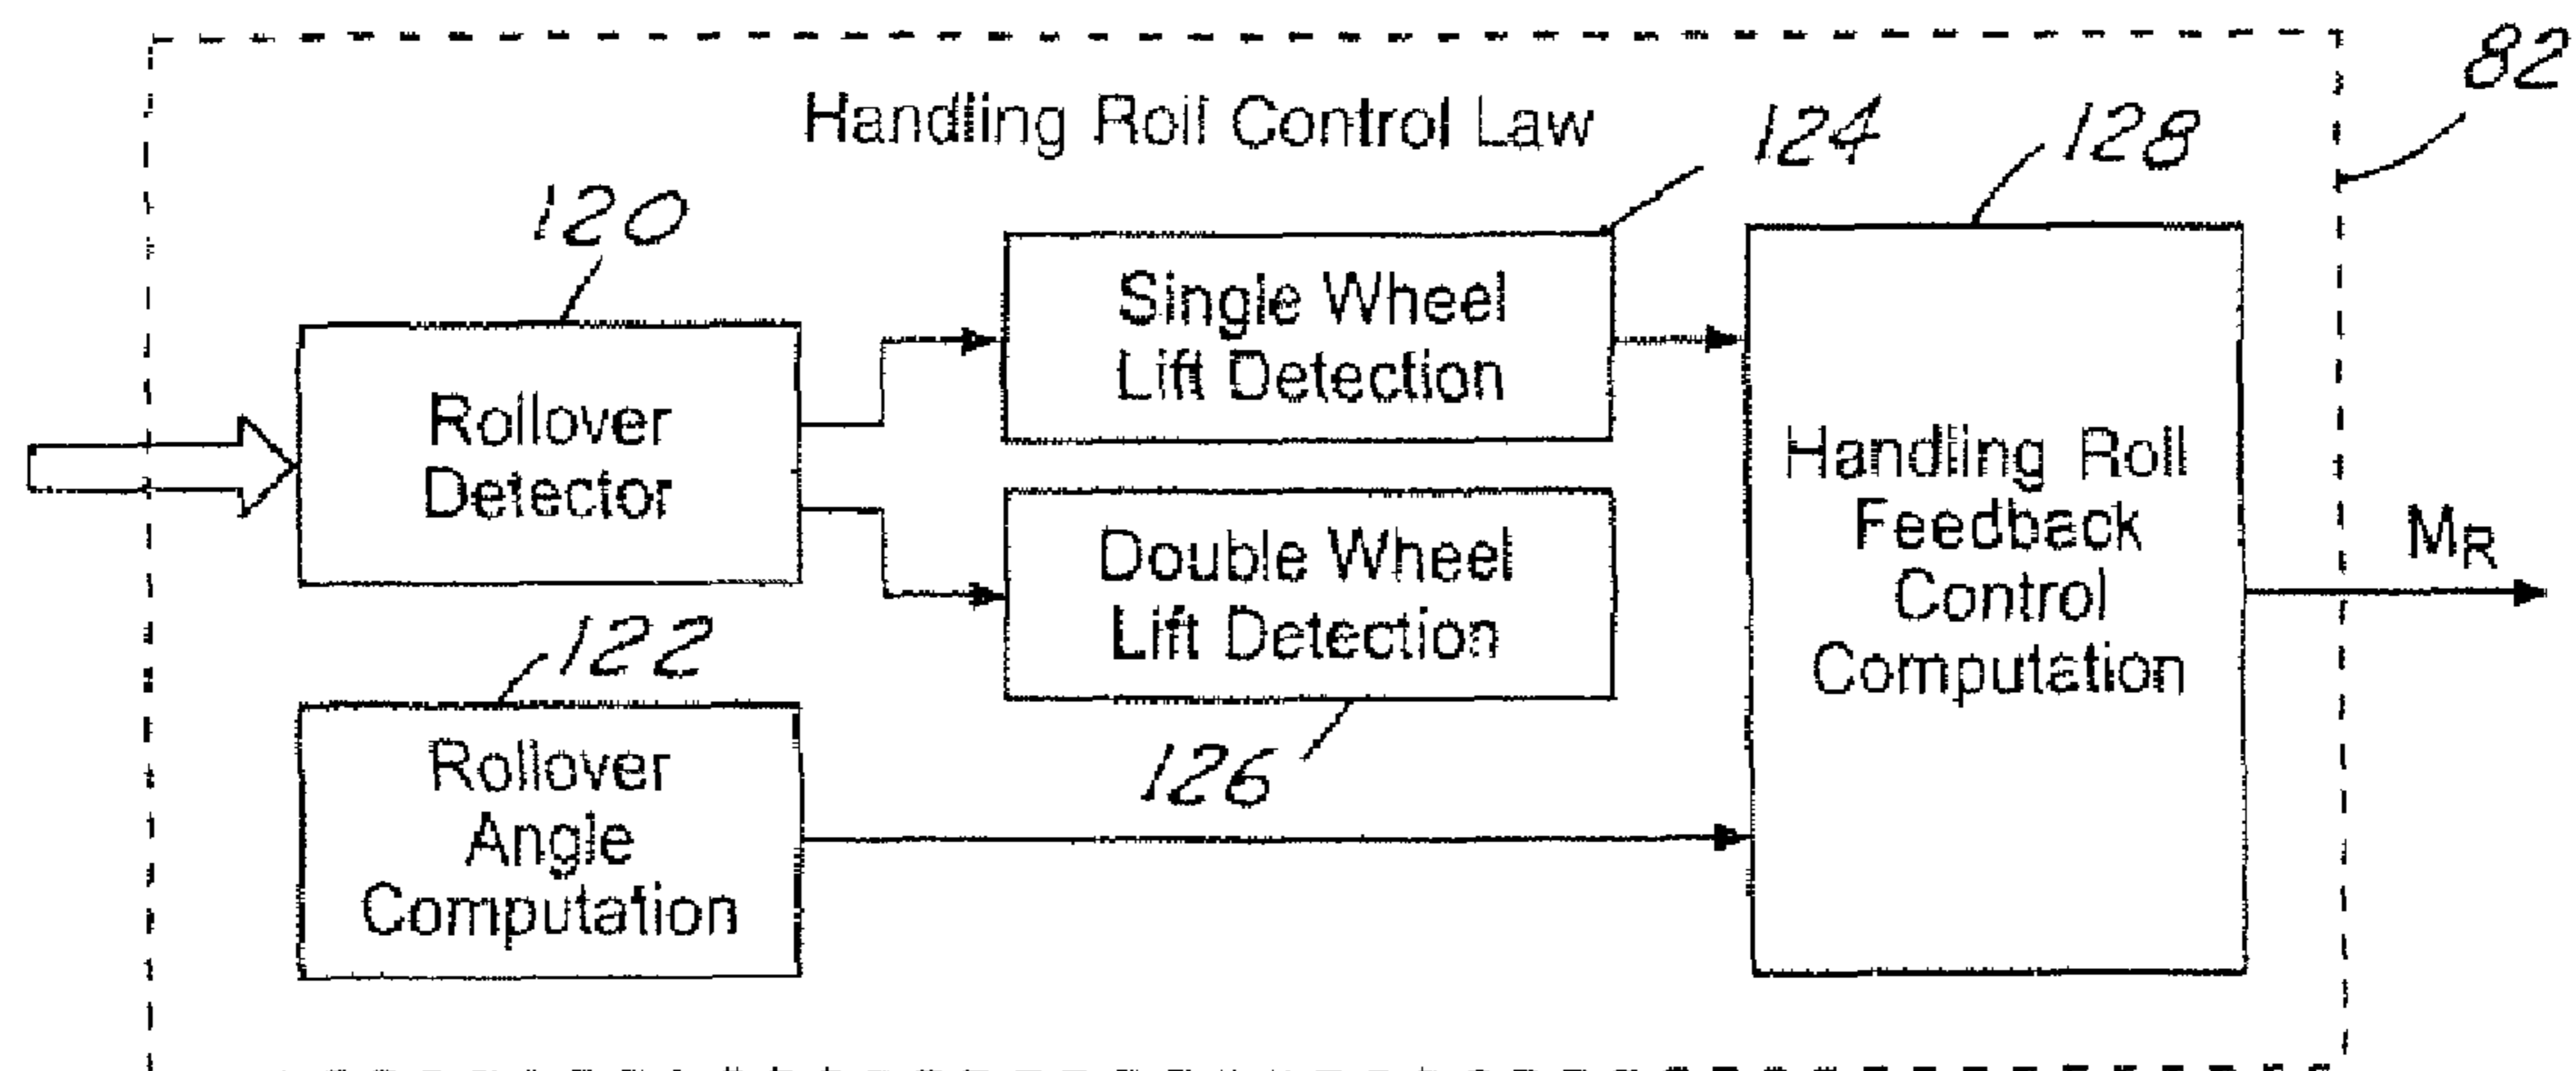 82
Handling Roll Control Law
124
128
120
Single Wheel
Lift Detection
Rollover
Detector
Handling Roll
Feedback
Control
Computation
Double Wheel
Lift Detection
MR
122
126
Rollover
Angle
Computation